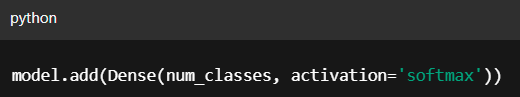 python
model.add(Dense(num_classes, activation='softmax'))